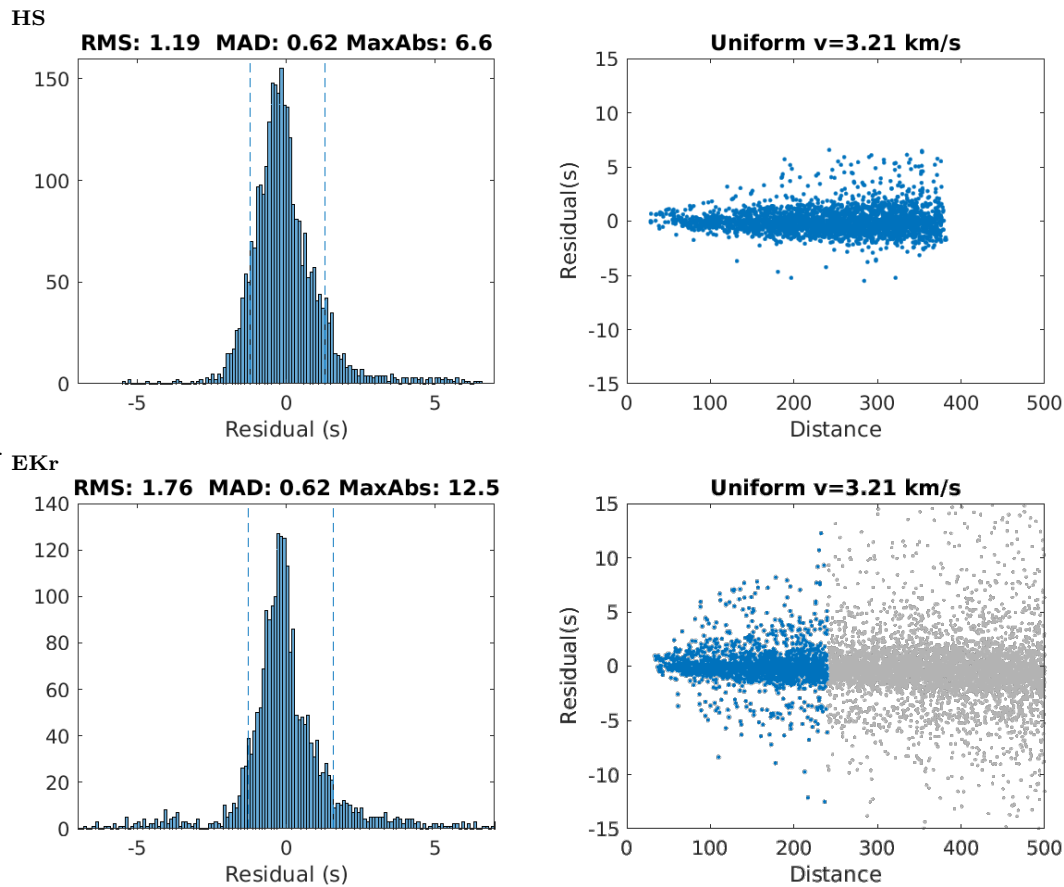 HS
RMS: 1.19 MAD: 0.62 MaxAbs: 6.6
150
100
50
0
-5 0 5
Residual (s)
Uniform v=3.21 km/s
15
10
5
0
-5
-10
-15
Residual(s)
0 100 200 300 400 500
Distance
EKr
RMS: 1.76 MAD: 0.62 MaxAbs: 12.5
140
120
100
80
60
40
20
0
-5 0 5
Residual (s)
Uniform v=3.21 km/s
15
10
5
0
-5
-10
-15
Residual(s)
0 100 200 300 400 500
Distance